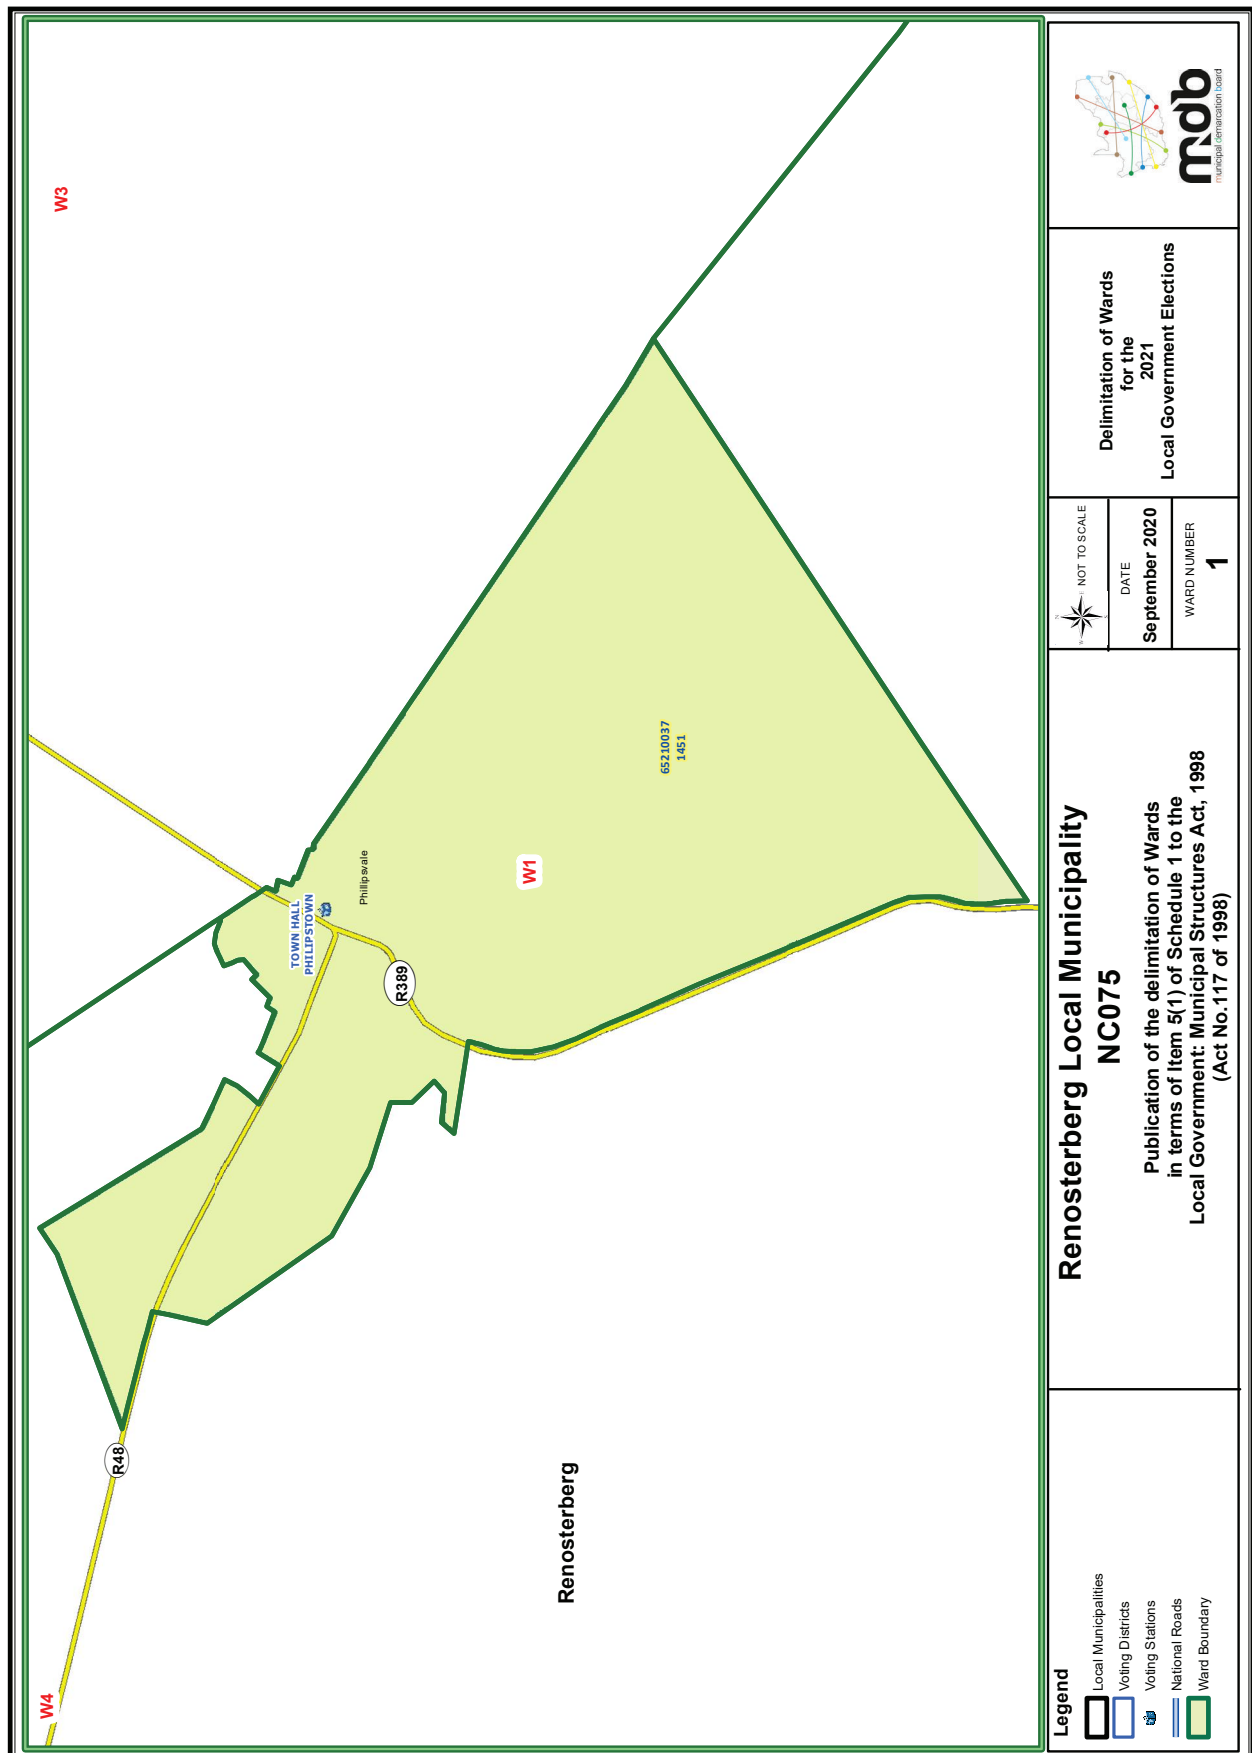 W4
W3
R48
TOWN HALL
PHILIPSTOWN
Phillipsvale
R389
W1
65210037
1451
Renosterberg
Legend
Local Municipalities
Voting Districts
Voting Stations
National Roads
Ward Boundary
Renosterberg Local Municipality
NC075
Publication of the delimitation of Wards
in terms of Item 5(1) of Schedule 1 to the
Local Government: Municipal Structures Act, 1998
(Act No.117 of 1998)
N
W
E
S
NOT TO SCALE
DATE
September 2020
WARD NUMBER
1
Delimitation of Wards
for the
2021
Local Government Elections
mdb
municipal demarcation board